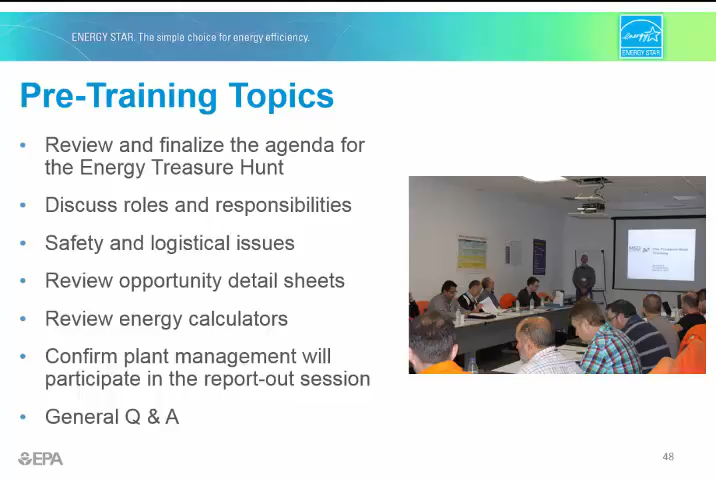 ENERGY STAR. The simple choice for energy efficiency.
energy
ENERGY STAR
Pre-Training Topics
• Review and finalize the agenda for
the Energy Treasure Hunt
• Discuss roles and responsibilities
• Safety and logistical issues
• Review opportunity detail sheets
• Review energy calculators
• Confirm plant management will
participate in the report-out session
• General Q & A
EPA
48